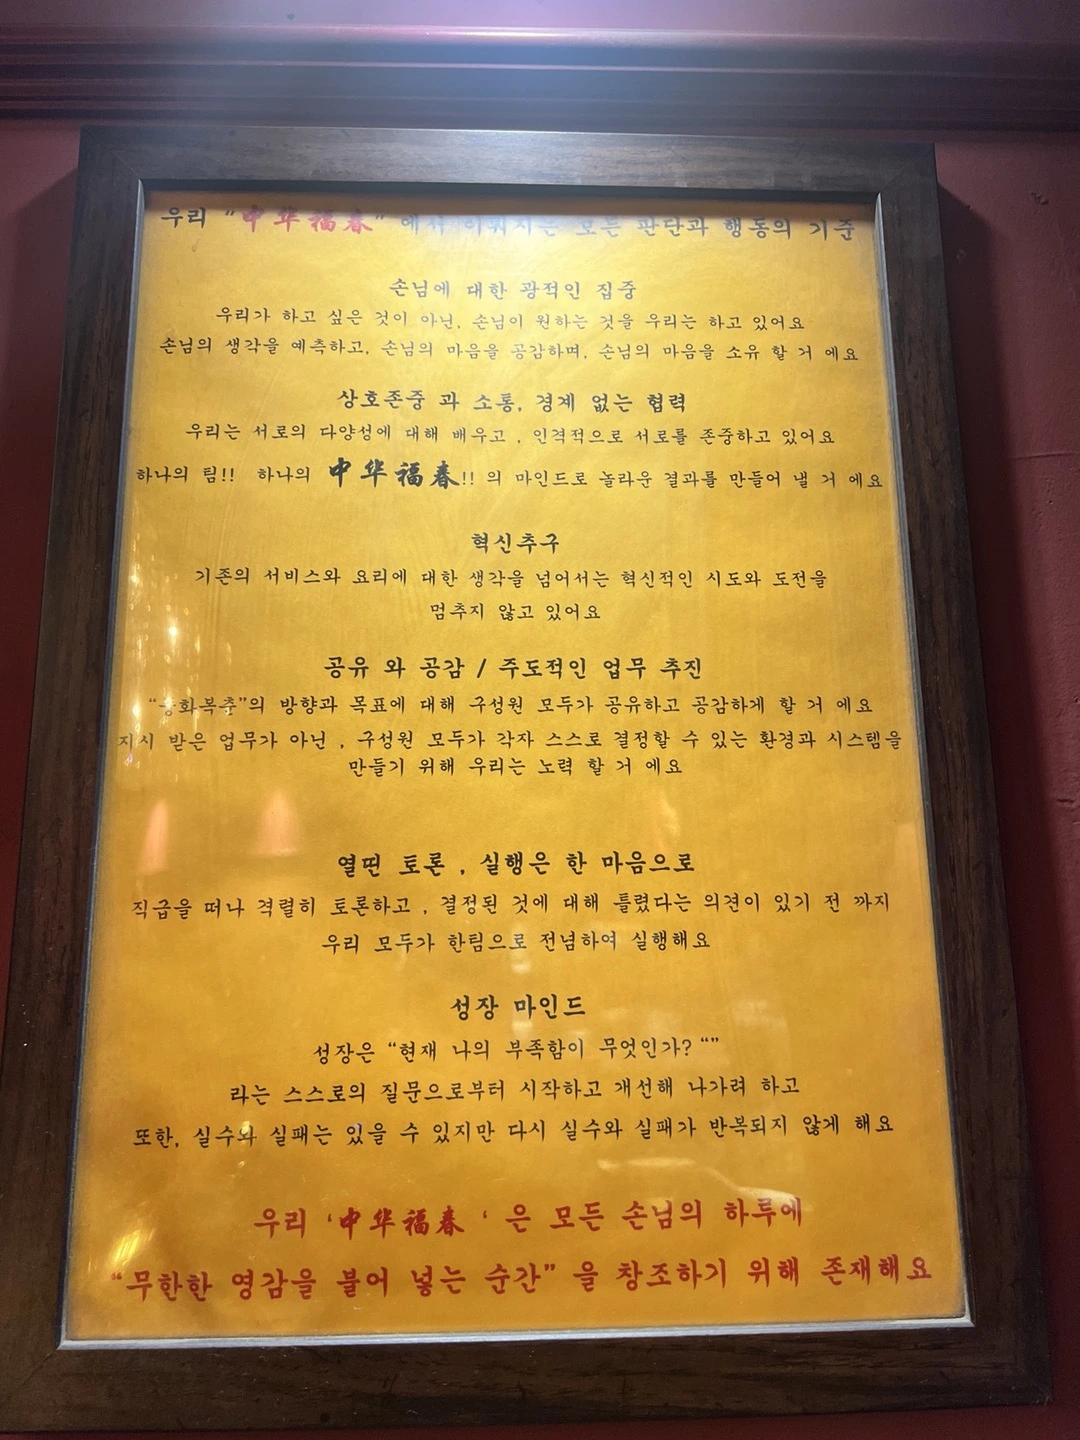 우리 "中华福春" 에서 이뤄지는 모든 판단과 행동의 기준
손님에 대한 광적인 집중
우리가 하고 싶은 것이 아닌, 손님이 원하는 것을 우리는 하고 있어요
손님의 생각을 예측하고, 손님의 마음을 공감하며, 손님의 마음을 소유 할 거 에요
상호존중 과 소통, 경계 없는 협력
우리는 서로의 다양성에 대해 배우고 , 인격적으로 서로를 존중하고 있어요
하나의 팀!! 하나의 中华福春!! 의 마인드로 놀라운 결과를 만들어 낼 거 에요
혁신추구
기존의 서비스와 요리에 대한 생각을 넘어서는 혁신적인 시도와 도전을
멈추지 않고 있어요
공유 와 공감 / 주도적인 업무 추진
"중화복춘"의 방향과 목표에 대해 구성원 모두가 공유하고 공감하게 할 거 에요
지시 받은 업무가 아닌 , 구성원 모두가 각자 스스로 결정할 수 있는 환경과 시스템을
만들기 위해 우리는 노력 할 거 에요
열띤 토론 , 실행은 한 마음으로
직급을 떠나 격렬히 토론하고 , 결정된 것에 대해 틀렸다는 의견이 있기 전 까지
우리 모두가 한팀으로 전념하여 실행해요
성장 마인드
성장은 "현재 나의 부족함이 무엇인가? ""
라는 스스로의 질문으로부터 시작하고 개선해 나가려 하고
또한, 실수와 실패는 있을 수 있지만 다시 실수와 실패가 반복되지 않게 해요
우리 '中华福春 ' 은 모든 손님의 하루에
"무한한 영감을 불어 넣는 순간" 을 창조하기 위해 존재해요